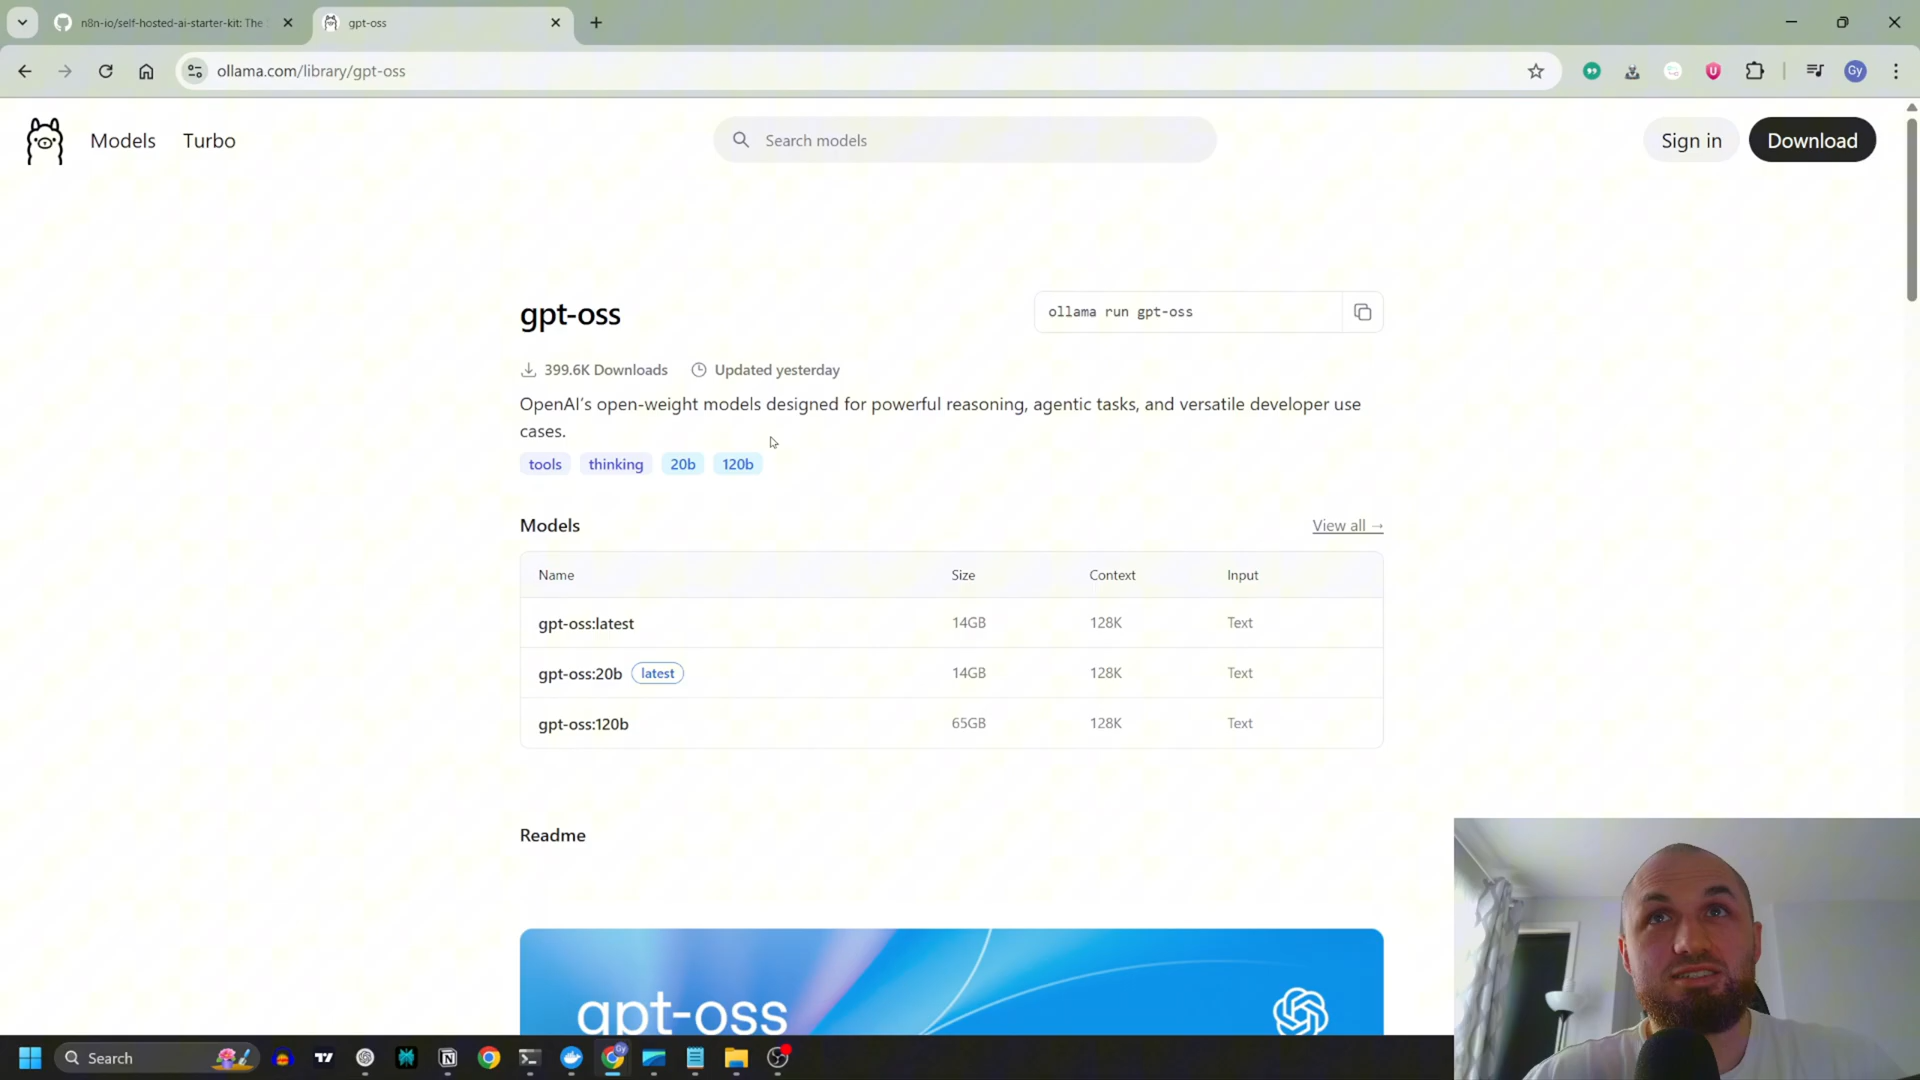 n8n-io/self-hosted-ai-starter-kit: The
gpt-oss
ollama.com/library/gpt-oss
Gy
Models
Turbo
Search models
Sign in
Download
gpt-oss
ollama run gpt-oss
399.6K Downloads
Updated yesterday
OpenAI’s open-weight models designed for powerful reasoning, agentic tasks, and versatile developer use
cases.
tools
thinking
20b
120b
Models
View all →
Name
Size
Context
Input
gpt-oss:latest
14GB
128K
Text
gpt-oss:20b
latest
14GB
128K
Text
gpt-oss:120b
65GB
128K
Text
Readme
gpt-oss
Search